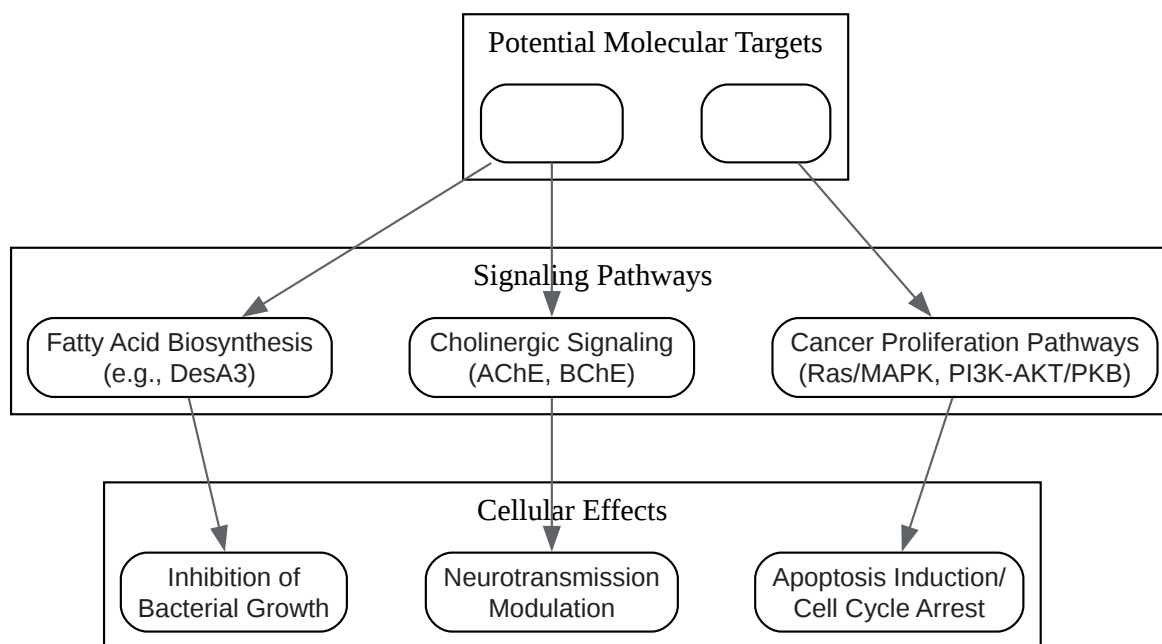 Potential Molecular Targets
Signaling Pathways
Fatty Acid Biosynthesis
(e.g., DesA3)
Cholinergic Signaling
(AChE, BChE)
Cancer Proliferation Pathways
(Ras/MAPK, PI3K-AKT/PKB)
Cellular Effects
Inhibition of
Bacterial Growth
Neurotransmission
Modulation
Apoptosis Induction/
Cell Cycle Arrest